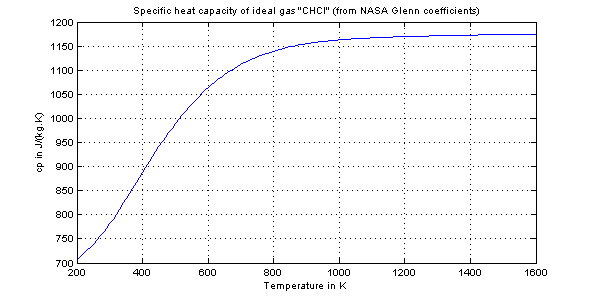 Specific heat capacity of ideal gas "CHCl" (from NASA Glenn coefficients)
1200
1150
1100
1050
1000
950
900
850
800
750
700
cp in J/(kg.K)
200 400 600 800 1000 1200 1400 1600
Temperature in K